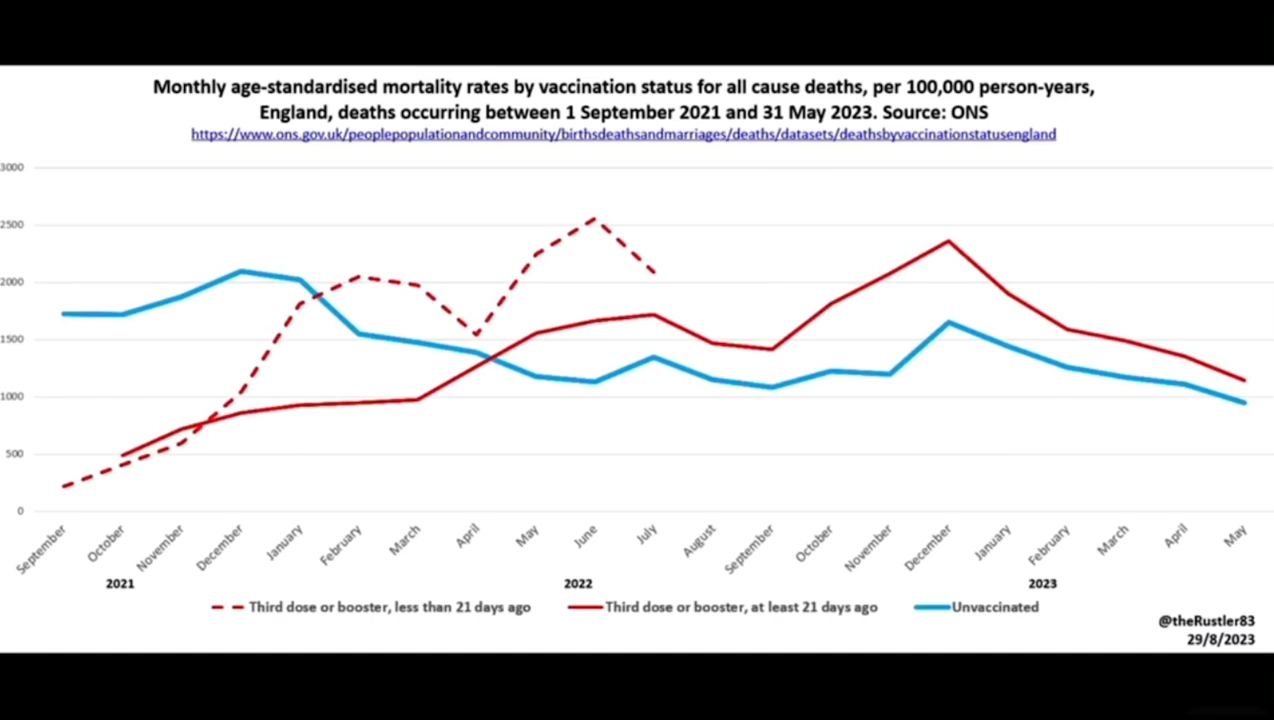 Monthly age-standardised mortality rates by vaccination status for all cause deaths, per 100,000 person-years,
England, deaths occurring between 1 September 2021 and 31 May 2023. Source: ONS
https://www.ons.gov.uk/peoplepopulationandcommunity/birthsdeathsandmarriages/deaths/datasets/deathsbyvaccinationstatusengland
3000
2500
2000
1500
1000
500
0
September
October
November
December
January
February
March
April
May
June
July
August
September
October
November
December
January
February
March
April
May
2021
2022
2023
Third dose or booster, less than 21 days ago
Third dose or booster, at least 21 days ago
Unvaccinated
@theRustler83
29/8/2023